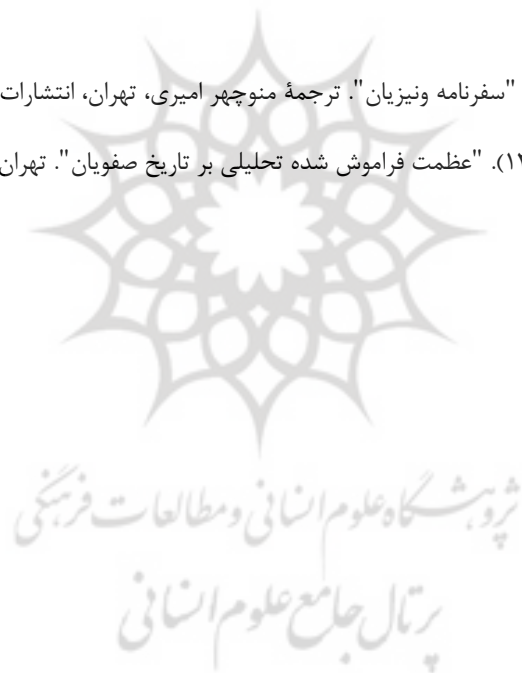 "سفرنامه ونیزیان". ترجمهٔ منوچهر امیری، تهران، انتشارات
). "عظمت فراموش شده تحلیلی بر تاریخ صفویان". تهران
پژوهشگاه علوم انسانی و مطالعات فرهنگی
پرتال جامع علوم انسانی